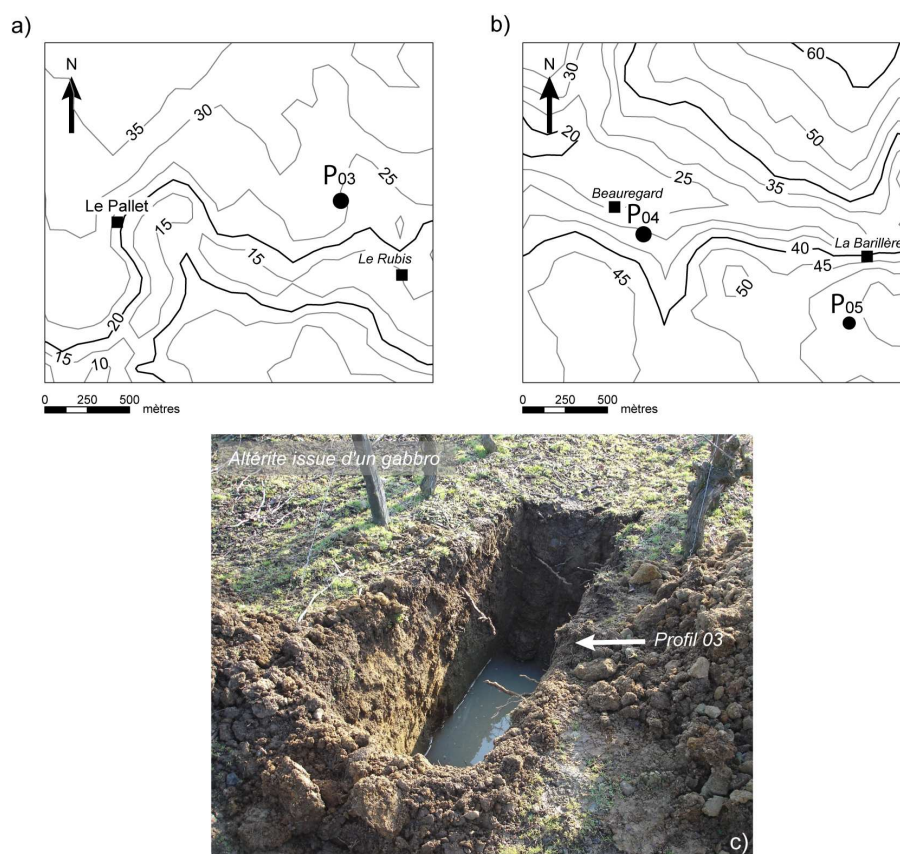 a)
N
35
30
25
P03
Le Pallet
15
15
Le Rubis
20
15
10
0 250 500
mètres
b)
60
N
30
50
20
25
35
Beaure­gard
P04
La Barillère
40
45
45
50
P05
0 250 500
mètres
Altérite issue d'un gabbro
Profil 03
c)